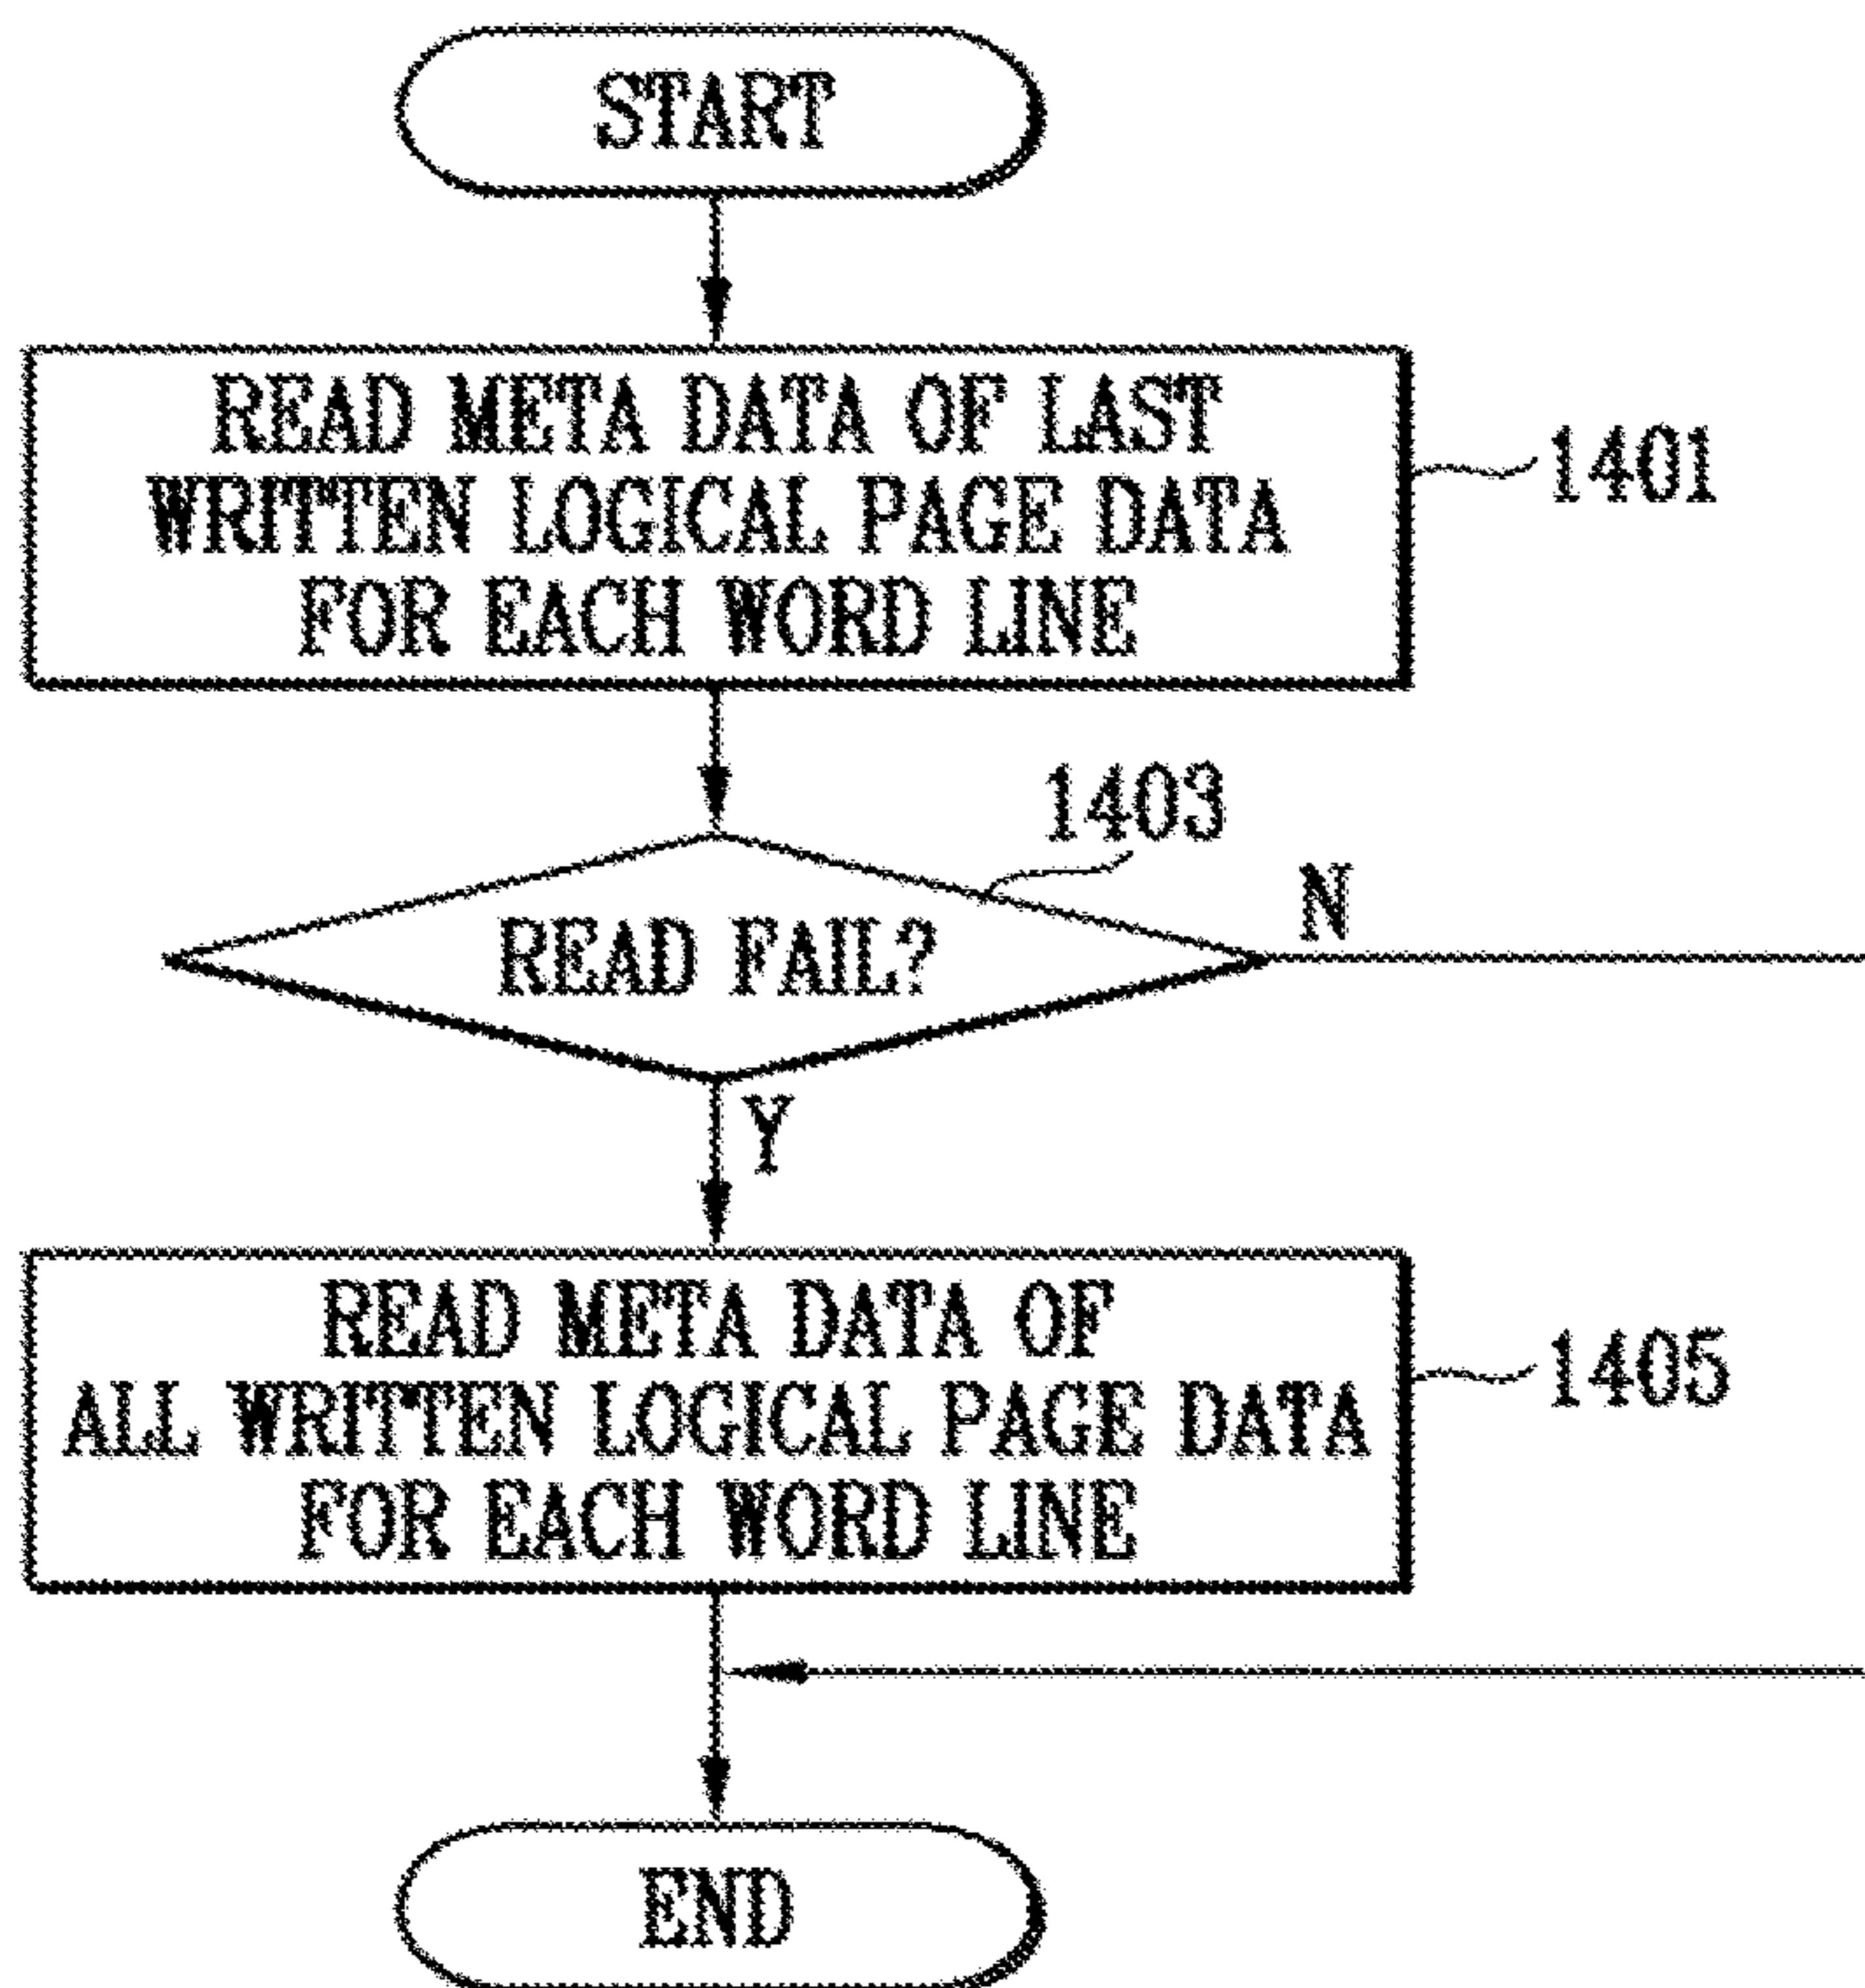 START
READ META DATA OF LAST
WRITTEN LOGICAL PAGE DATA
FOR EACH WORD LINE
1401
1403
READ FAIL?
N
Y
READ META DATA OF
ALL WRITTEN LOGICAL PAGE DATA
FOR EACH WORD LINE
1405
END